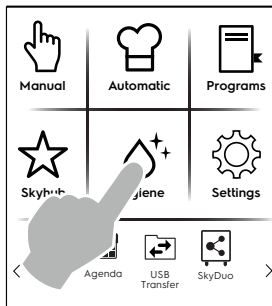 Manual Automatic Programs
Skyhub giene Settings
Agenda USB SkyDuo
Transfer